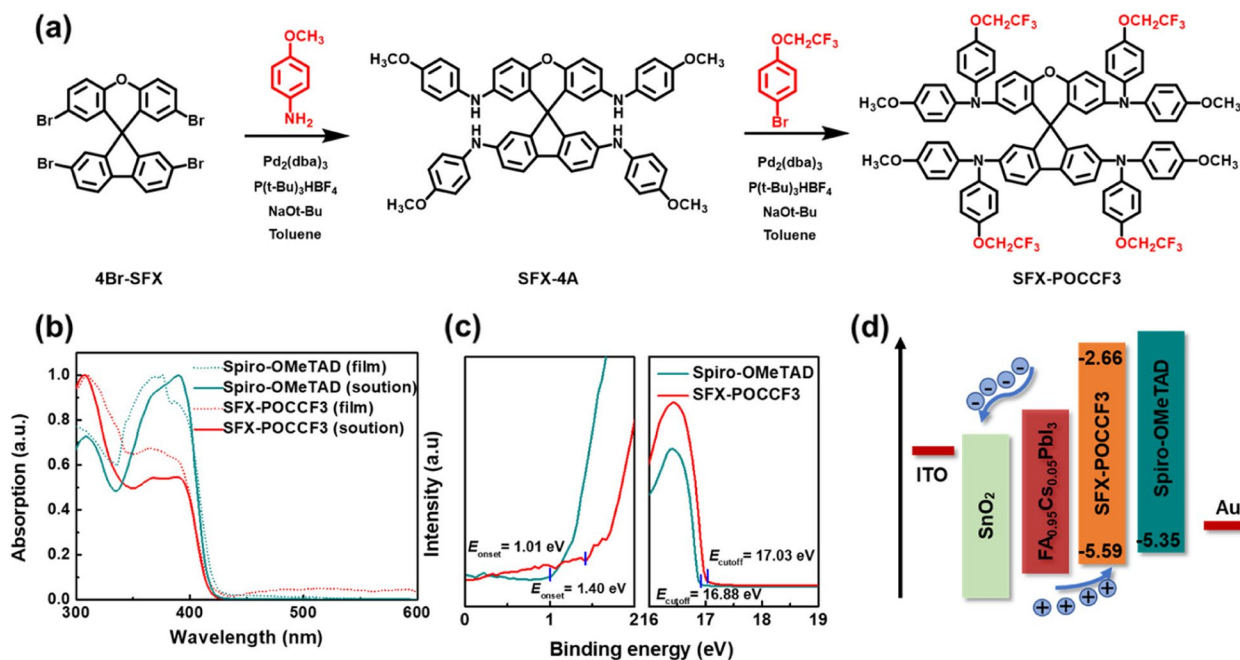 (a)
OCH₃
NH₂
Pd₂(dba)₃
P(t-Bu)₃HBF₄
NaOt-Bu
Toluene
Br
O
Br
Br
Br
4Br-SFX
H₃CO
OCH₃
O
N
H
N
H
H
N
H
N
OCH₃
OCH₃
SFX-4A
OCH₂CF₃
Br
Pd₂(dba)₃
P(t-Bu)₃HBF₄
NaOt-Bu
Toluene
OCH₂CF₃
OCH₂CF₃
O
H₃CO
N
N
OCH₃
H₃CO
N
N
OCH₃
OCH₂CF₃
OCH₂CF₃
SFX-POCCF3
(b)
Absorption (a.u.)
1.0
0.8
0.6
0.4
0.2
0.0
Spiro-OMeTAD (film)
Spiro-OMeTAD (soution)
SFX-POCCF3 (film)
SFX-POCCF3 (soution)
300
400
500
600
Wavelength (nm)
(c)
Intensity (a.u)
Spiro-OMeTAD
SFX-POCCF3
Eonset = 1.01 eV
Eonset = 1.40 eV
Ecutoff = 17.03 eV
Ecutoff = 16.88 eV
0
1
2
16
17
18
19
Binding energy (eV)
(d)
ITO
SnO₂
FA₀.₉₅Cs₀.₀₅PbI₃
-2.66
SFX-POCCF3
-5.59
Spiro-OMeTAD
-5.35
Au